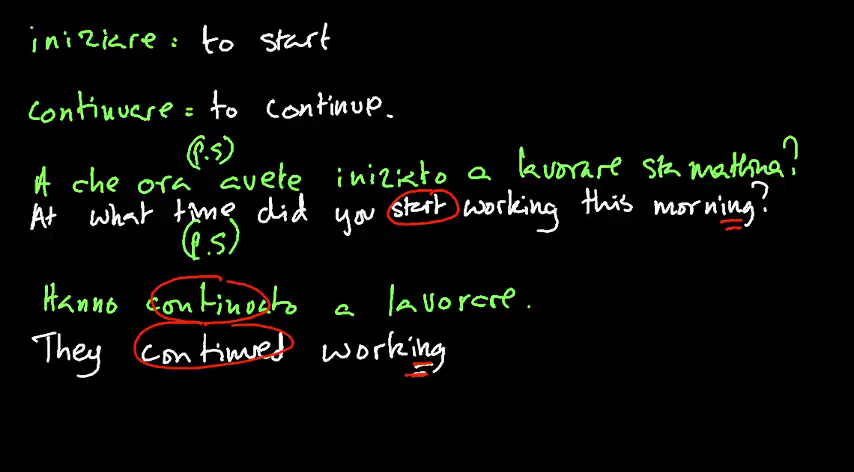 iniziare = to start
continuare = to continue.
(p.s)
A che ora avete iniziato a lavorare stamattina?
At what time did you start working this morning?
(p.s)
Hanno continuato a lavorare.
They continued working